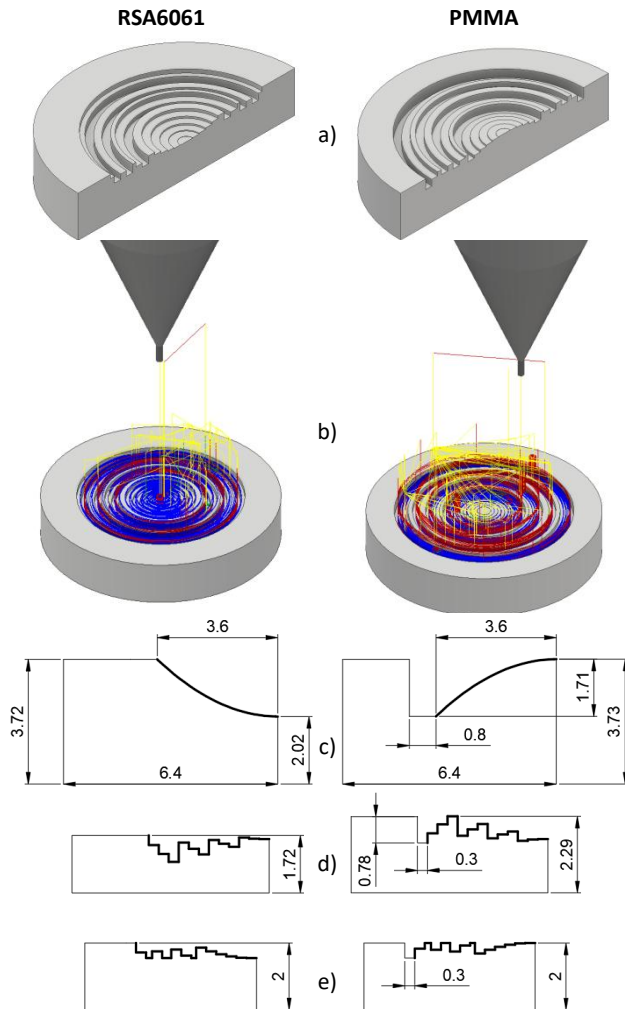 RSA6061 PMMA
a)
b)
3.6 3.6
3.72 2.02 c) 0.8 1.71 3.73
6.4 6.4
1.72 d) 0.78 0.3 2.29
2 e) 0.3 2